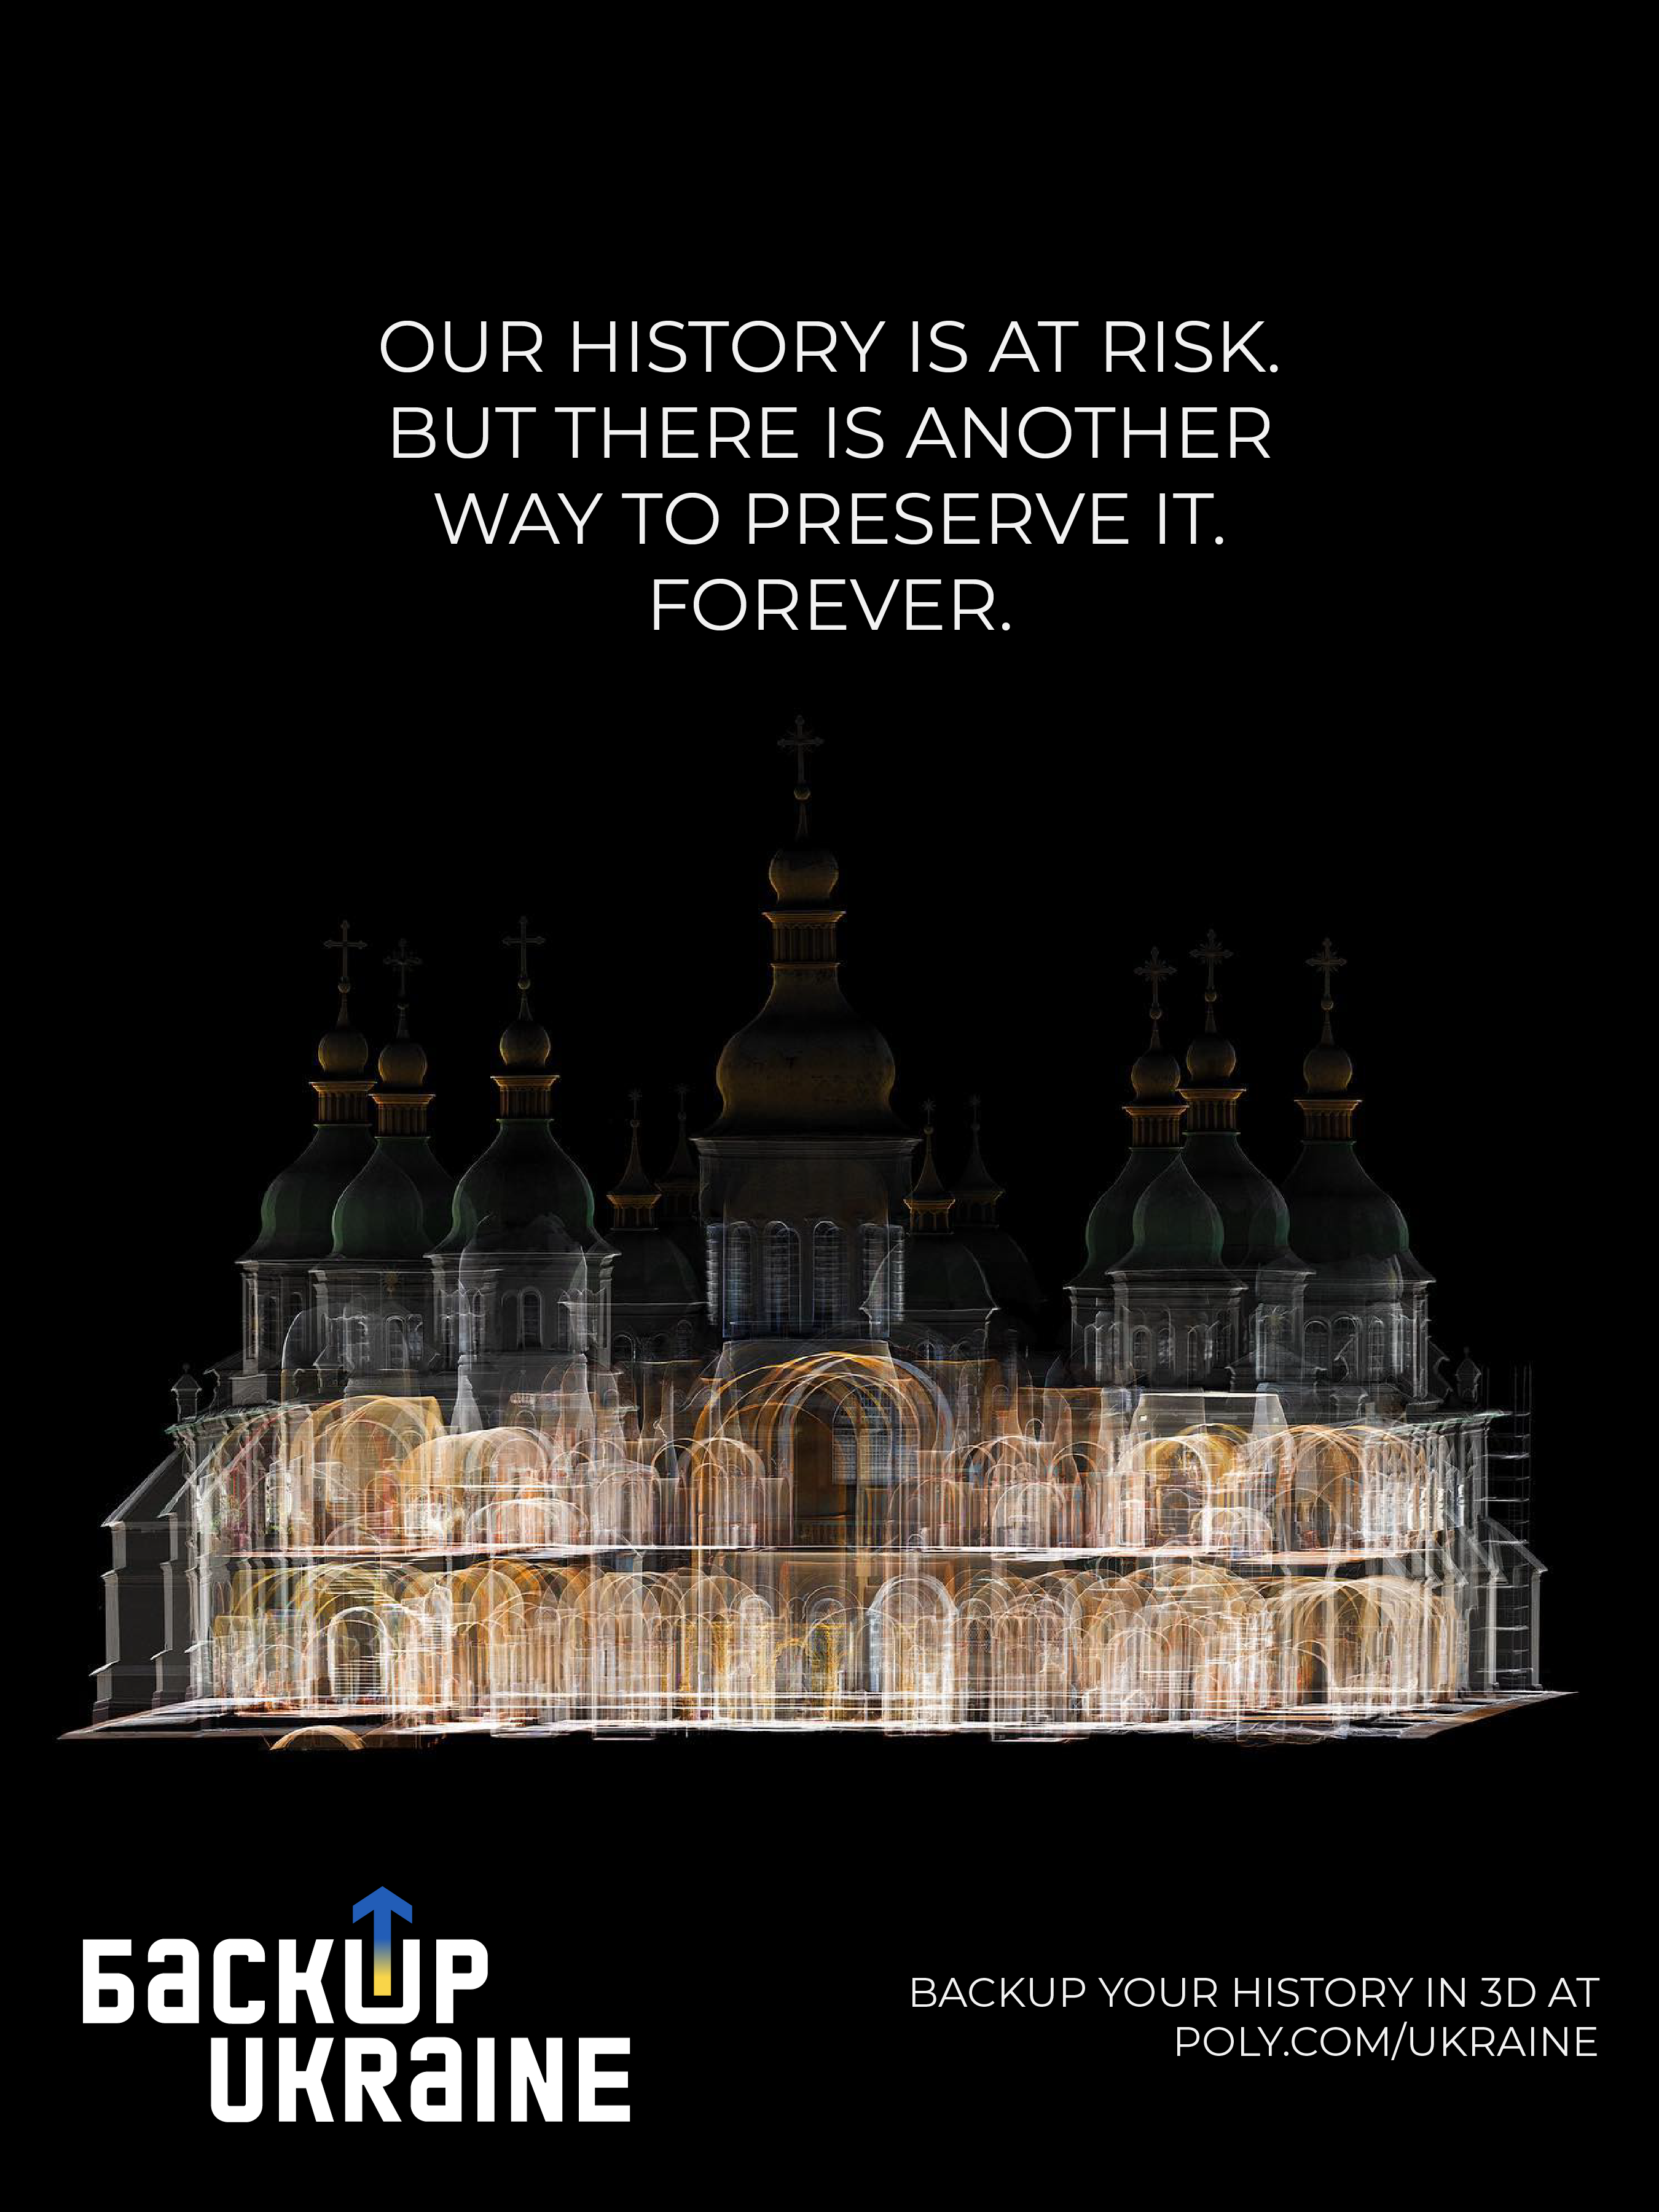 OUR HISTORY IS AT RISK.
BUT THERE IS ANOTHER
WAY TO PRESERVE IT.
FOREVER.
БaCKUP
UKRaINE
BACKUP YOUR HISTORY IN 3D AT
POLY.COM/UKRAINE